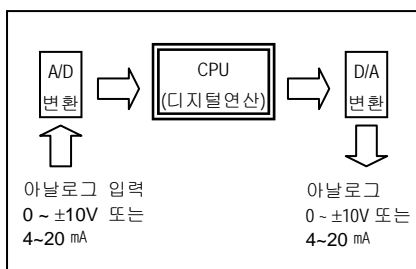 A/D
변환
CPU
(디지털연산)
D/A
변환
아날로그 입력
0 ~ ±10V 또는
4~20 ㎃
아날로그
0 ~ ±10V 또는
4~20 ㎃